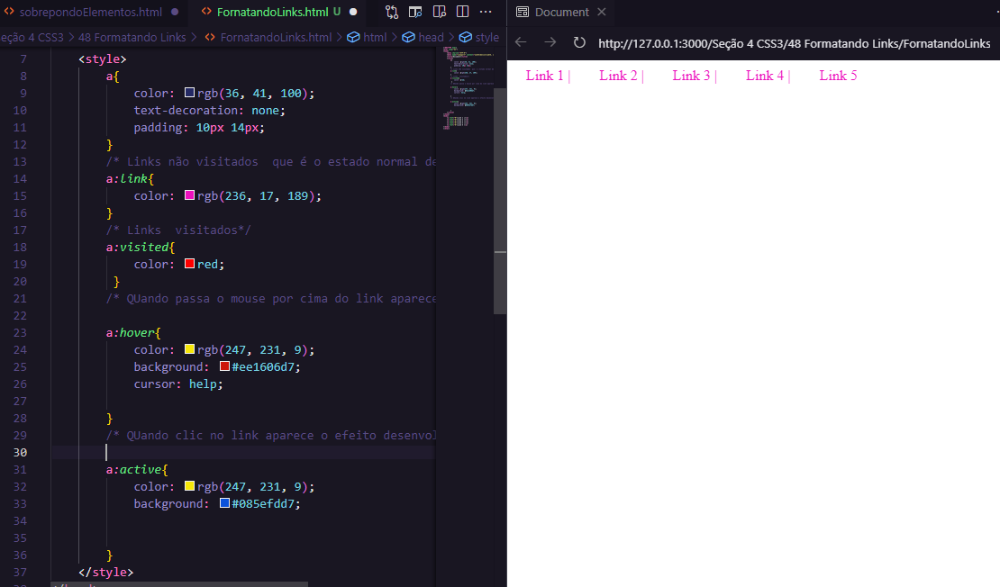 sobrepondoElementos.html
FornatandoLinks.html U
Document
eção 4 CSS3 > 48 Formatando Links > FornatandoLinks.html > html > head > style
http://127.0.0.1:3000/Seção 4 CSS3/48 Formatando Links/FornatandoLinks
7 <style>
8 a{
9 color: rgb(36, 41, 100);
10 text-decoration: none;
11 padding: 10px 14px;
12 }
13 /* Links não visitados  que é o estado normal de
14 a:link{
15 color: rgb(236, 17, 189);
16 }
17 /* Links  visitados*/
18 a:visited{
19 color: red;
20 }
21 /* QUando passa o mouse por cima do link aparece
22
23 a:hover{
24 color: rgb(247, 231, 9);
25 background: #ee1606d7;
26 cursor: help;
27
28 }
29 /* QUando clic no link aparece o efeito desenvol
30
31 a:active{
32 color: rgb(247, 231, 9);
33 background: #085efdd7;
34
35
36 }
37 </style>
Link 1 | Link 2 | Link 3 | Link 4 | Link 5